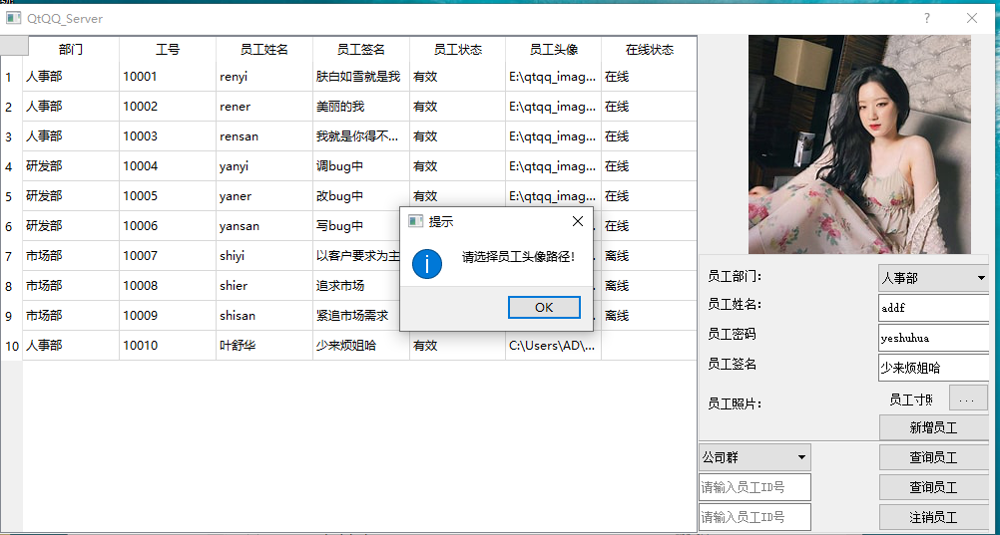 QtQQ_Server
部门 工号 员工姓名 员工签名 员工状态 员工头像 在线状态
1 人事部 10001 renyi 肤白如雪就是我 有效 E:\qtqq_imag... 在线
2 人事部 10002 rener 美丽的我 有效 E:\qtqq_imag... 在线
3 人事部 10003 rensan 我就是你得不... 有效 E:\qtqq_imag... 在线
4 研发部 10004 yanyi 调bug中 有效 E:\qtqq_imag... 在线
5 研发部 10005 yaner 改bug中 有效 E:\qtqq_imag... 在线
6 研发部 10006 yansan 写bug中 在线
7 市场部 10007 shiyi 以客户要求为主 离线
8 市场部 10008 shier 追求市场 离线
9 市场部 10009 shisan 紧追市场需求 离线
10 人事部 10010 叶舒华 少来烦姐哈 有效 C:\Users\AD\...
提示
请选择员工头像路径!
OK
员工部门: 人事部
员工姓名: addf
员工密码 yeshuhua
员工签名 少来烦姐哈
员工照片: 员工寸照 ...
新增员工
公司群 查询员工
请输入员工ID号 查询员工
请输入员工ID号 注销员工